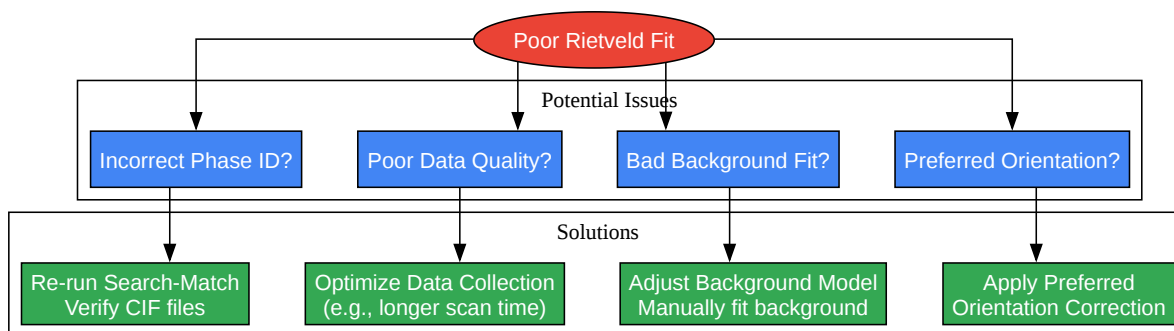 Poor Rietveld Fit
Potential Issues
Incorrect Phase ID?
Poor Data Quality?
Bad Background Fit?
Preferred Orientation?
Solutions
Re-run Search-Match
Verify CIF files
Optimize Data Collection
(e.g., longer scan time)
Adjust Background Model
Manually fit background
Apply Preferred
Orientation Correction